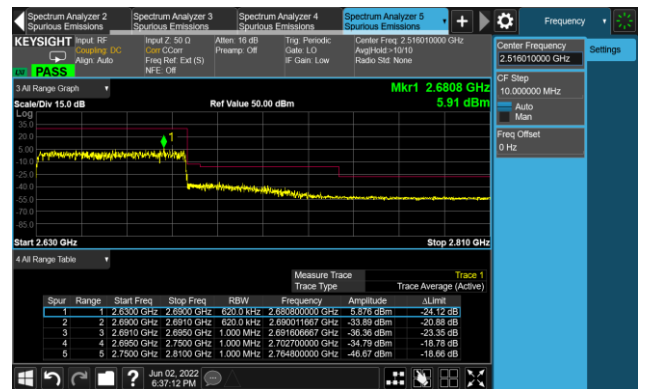 Spectrum Analyzer 2
Spurious Emissions
Spectrum Analyzer 3
Spurious Emissions
Spectrum Analyzer 4
Spurious Emissions
Spectrum Analyzer 5
Spurious Emissions
Frequency
KEYSIGHT
Input: RF
Coupling: DC
Align: Auto
Input Z: 50 Ω
Corr CCorr
Freq Ref: Ext (S)
NFE: Off
Atten: 16 dB
Preamp: Off
Trig: Periodic
Gate: LO
IF Gain: Low
Center Freq: 2.516010000 GHz
Avg|Hold:>10/10
Radio Std: None
PASS
Center Frequency
2.516010000 GHz
Settings
CF Step
10.000000 MHz
Auto
Man
Freq Offset
0 Hz
3 All Range Graph
Mkr1 2.6808 GHz
Scale/Div 15.0 dB
Ref Value 50.00 dBm
5.91 dBm
Log
35.0
20.0
5.00
-10.0
-25.0
-40.0
-55.0
-70.0
-85.0
1
Start 2.630 GHz
Stop 2.810 GHz
4 All Range Table
Measure Trace Trace 1
Trace Type Trace Average (Active)
Spur Range Start Freq Stop Freq RBW Frequency Amplitude ΔLimit
1 1 2.6300 GHz 2.6900 GHz 620.0 kHz 2.680800000 GHz 5.876 dBm -24.12 dB
2 2 2.6900 GHz 2.6910 GHz 620.0 kHz 2.690011667 GHz -33.89 dBm -20.88 dB
3 3 2.6910 GHz 2.6950 GHz 1.000 MHz 2.691606667 GHz -36.36 dBm -23.35 dB
4 4 2.6950 GHz 2.7500 GHz 1.000 MHz 2.702700000 GHz -34.79 dBm -18.78 dB
5 5 2.7500 GHz 2.8100 GHz 1.000 MHz 2.764800000 GHz -46.67 dBm -18.66 dB
Jun 02, 2022
6:37:12 PM